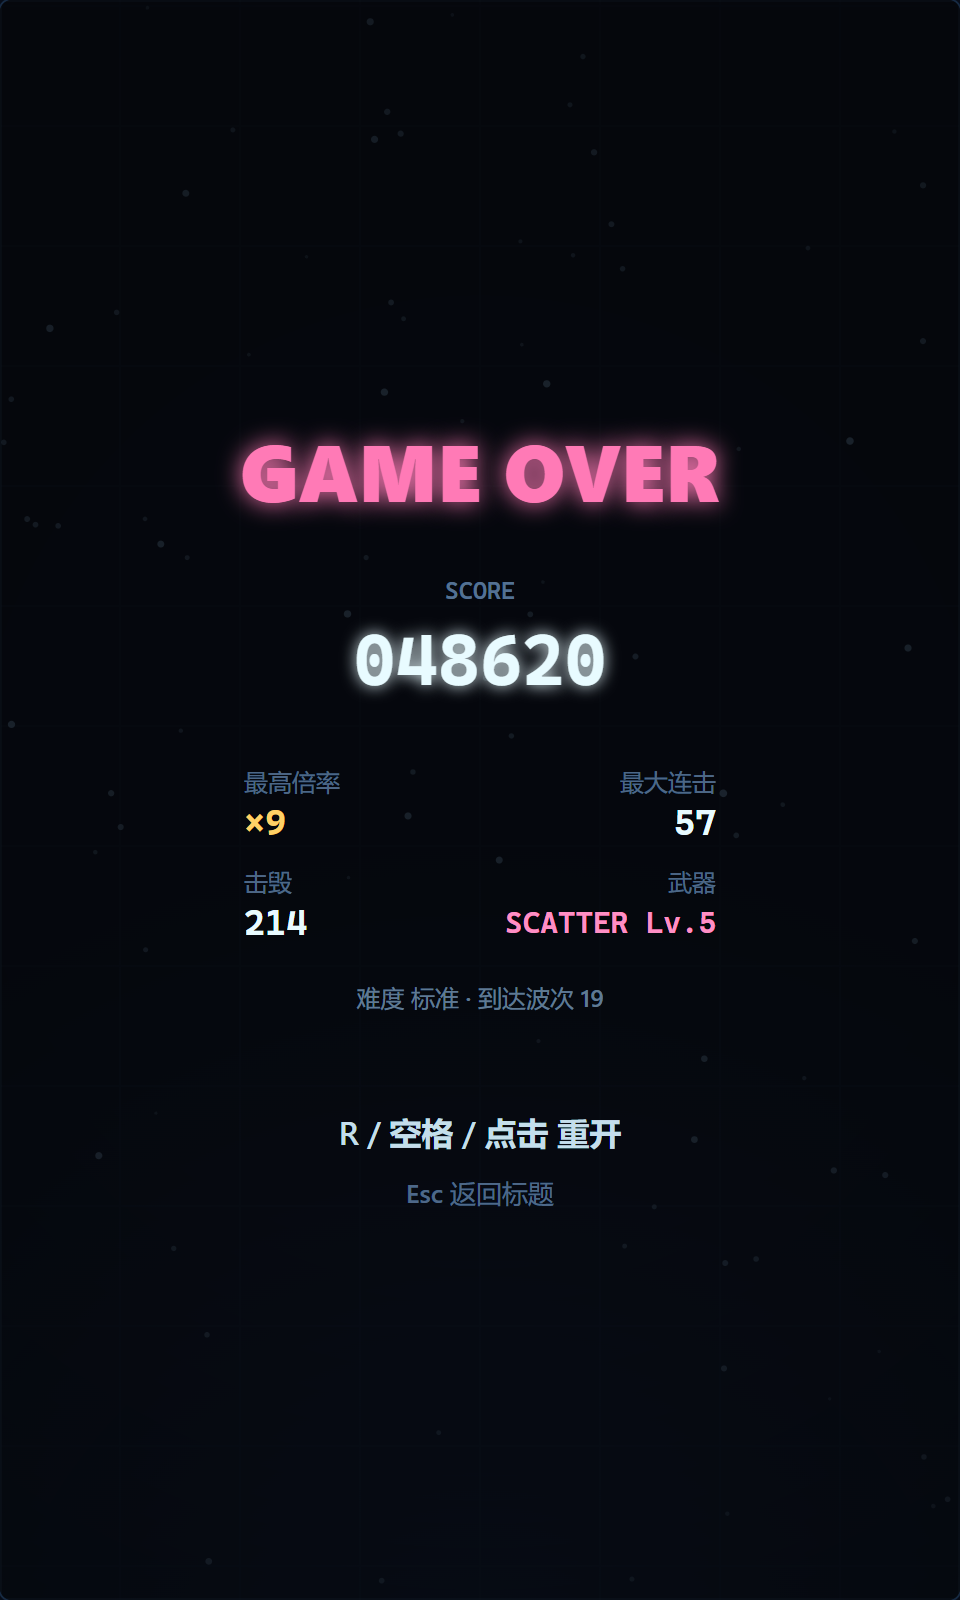 GAME OVER
SCORE
048620
最高倍率 最大连击
×9 57
击毁 武器
214 SCATTER Lv.5
难度 标准 · 到达波次 19
R / 空格 / 点击 重开
Esc 返回标题